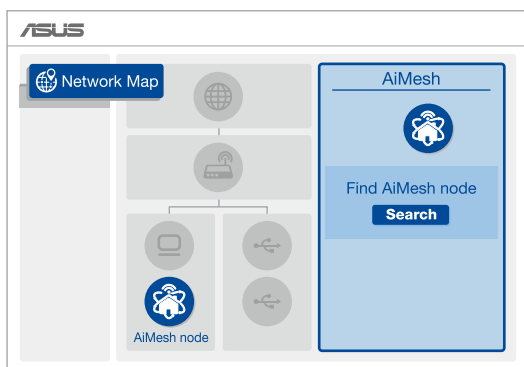 ASUS
Network Map
AiMesh
Find AiMesh node
Search
AiMesh node